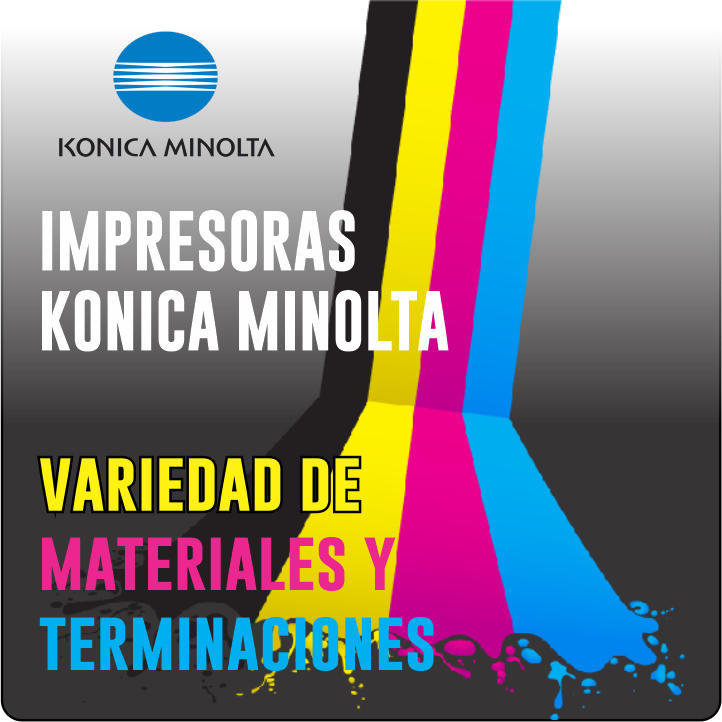 KONICA MINOLTA
IMPRESORAS
KONICA MINOLTA
VARIEDAD DE
MATERIALES Y
TERMINACIONES